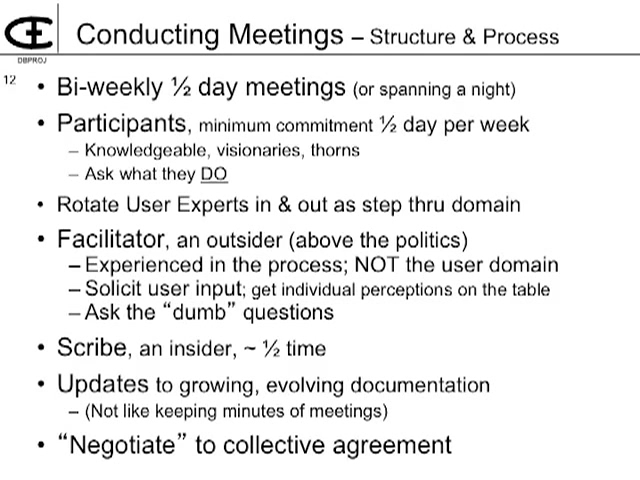 Conducting Meetings – Structure & Process
DBPROJ
12
• Bi-weekly ½ day meetings (or spanning a night)
• Participants, minimum commitment ½ day per week
– Knowledgeable, visionaries, thorns
– Ask what they DO
• Rotate User Experts in & out as step thru domain
• Facilitator, an outsider (above the politics)
– Experienced in the process; NOT the user domain
– Solicit user input; get individual perceptions on the table
– Ask the “dumb” questions
• Scribe, an insider, ~ ½ time
• Updates to growing, evolving documentation
– (Not like keeping minutes of meetings)
• “Negotiate” to collective agreement